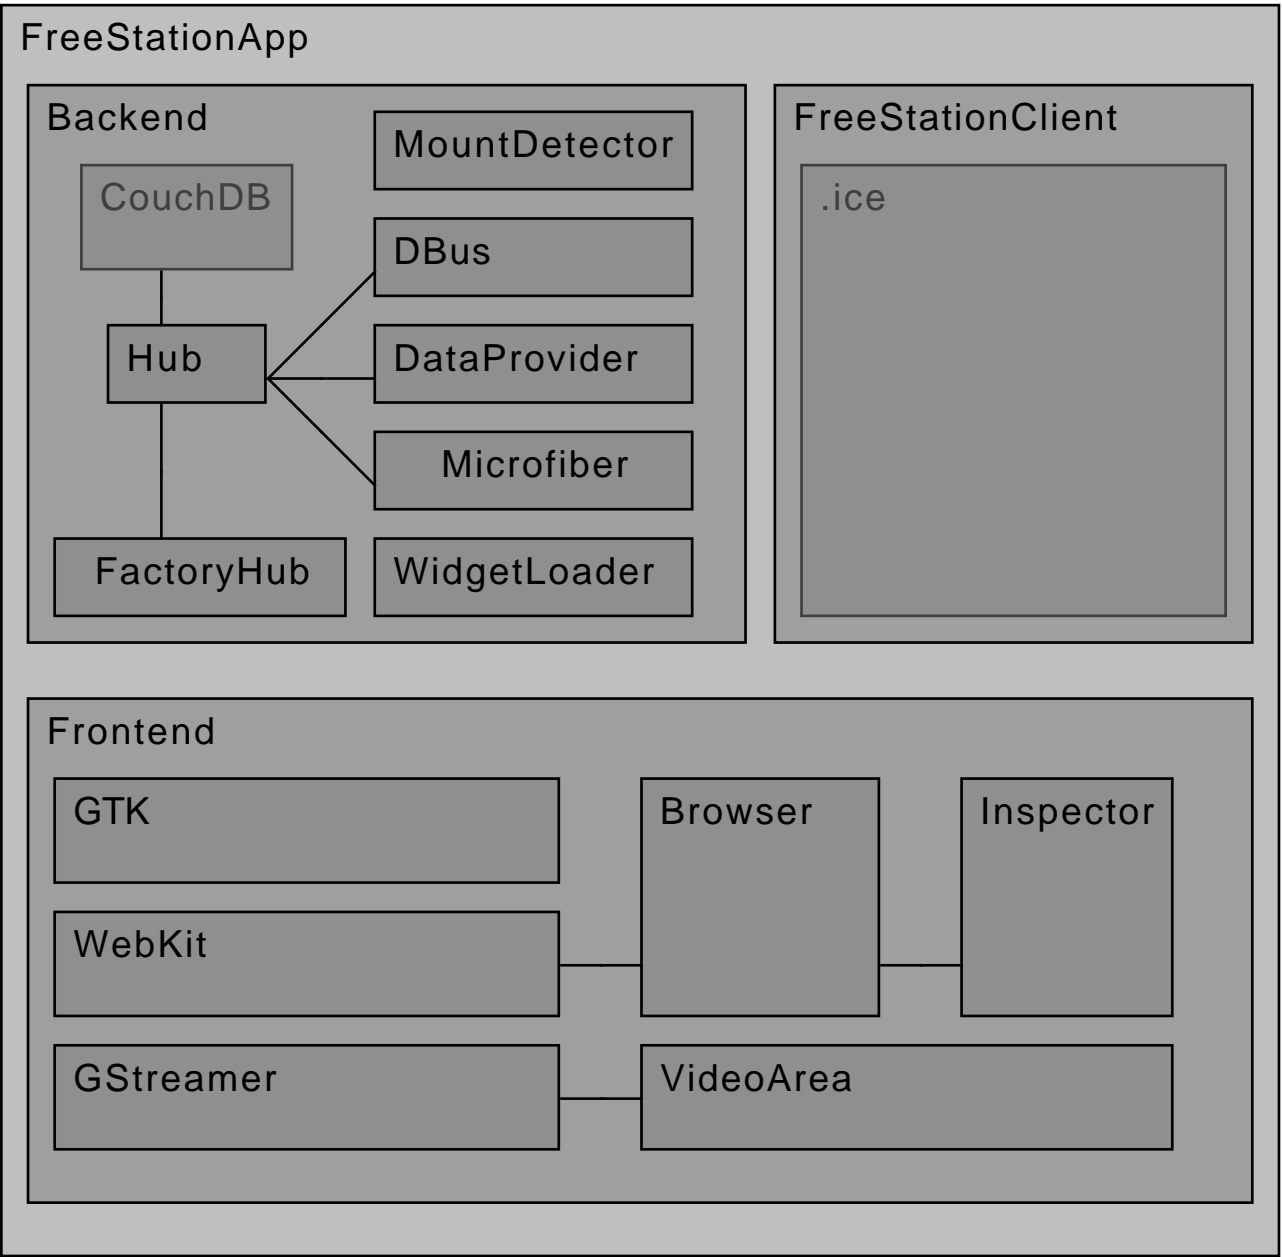 FreeStationApp
Backend
CouchDB
Hub
FactoryHub
MountDetector
DBus
DataProvider
Microfiber
WidgetLoader
FreeStationClient
.ice
Frontend
GTK
WebKit
GStreamer
Browser
Inspector
VideoArea